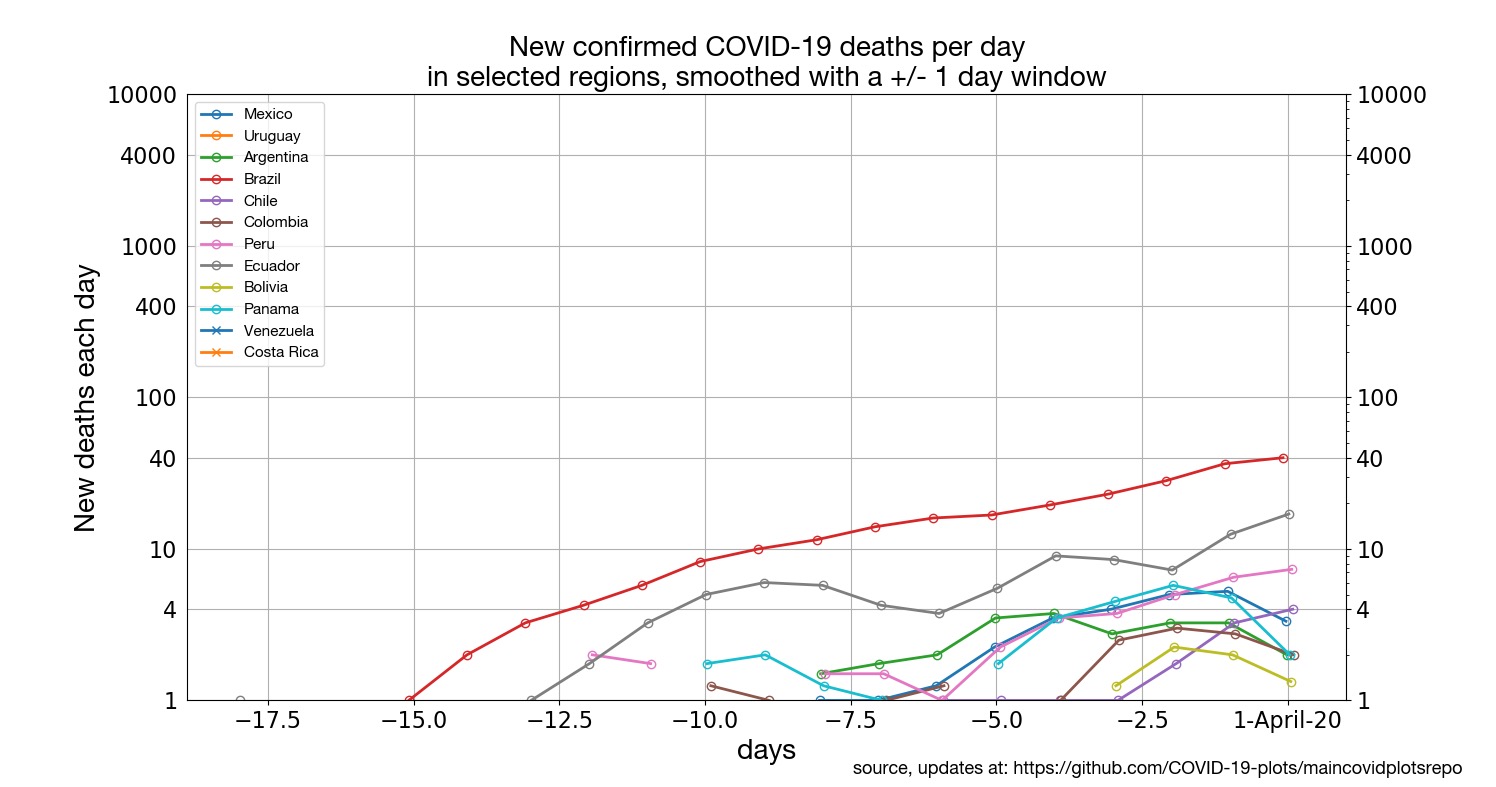 New confirmed COVID-19 deaths per day
in selected regions, smoothed with a +/- 1 day window
10000
4000
1000
400
100
40
10
4
1
New deaths each day
Mexico
Uruguay
Argentina
Brazil
Chile
Colombia
Peru
Ecuador
Bolivia
Panama
Venezuela
Costa Rica
10000
4000
1000
400
100
40
10
4
1
−17.5 −15.0 −12.5 −10.0 −7.5 −5.0 −2.5 1-April-20
days
source, updates at: https://github.com/COVID-19-plots/maincovidplotsrepo